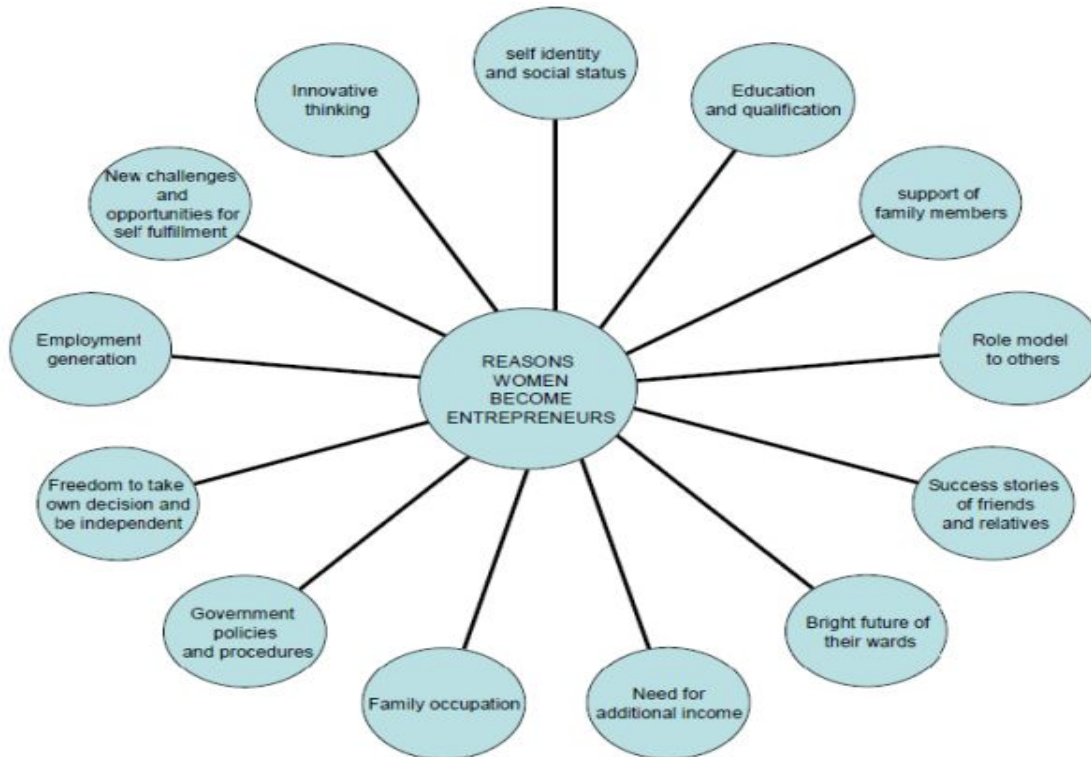 self identity
and social status
Education
and qualification
support of
family members
Role model
to others
Success stories
of friends
and relatives
Bright future of
their wards
Need for
additional income
Family occupation
Government
policies
and procedures
Freedom to take
own decision and
be independent
Employment
generation
New challenges
and
opportunities for
self fulfillment
Innovative
thinking
REASONS
WOMEN
BECOME
ENTREPRENEURS